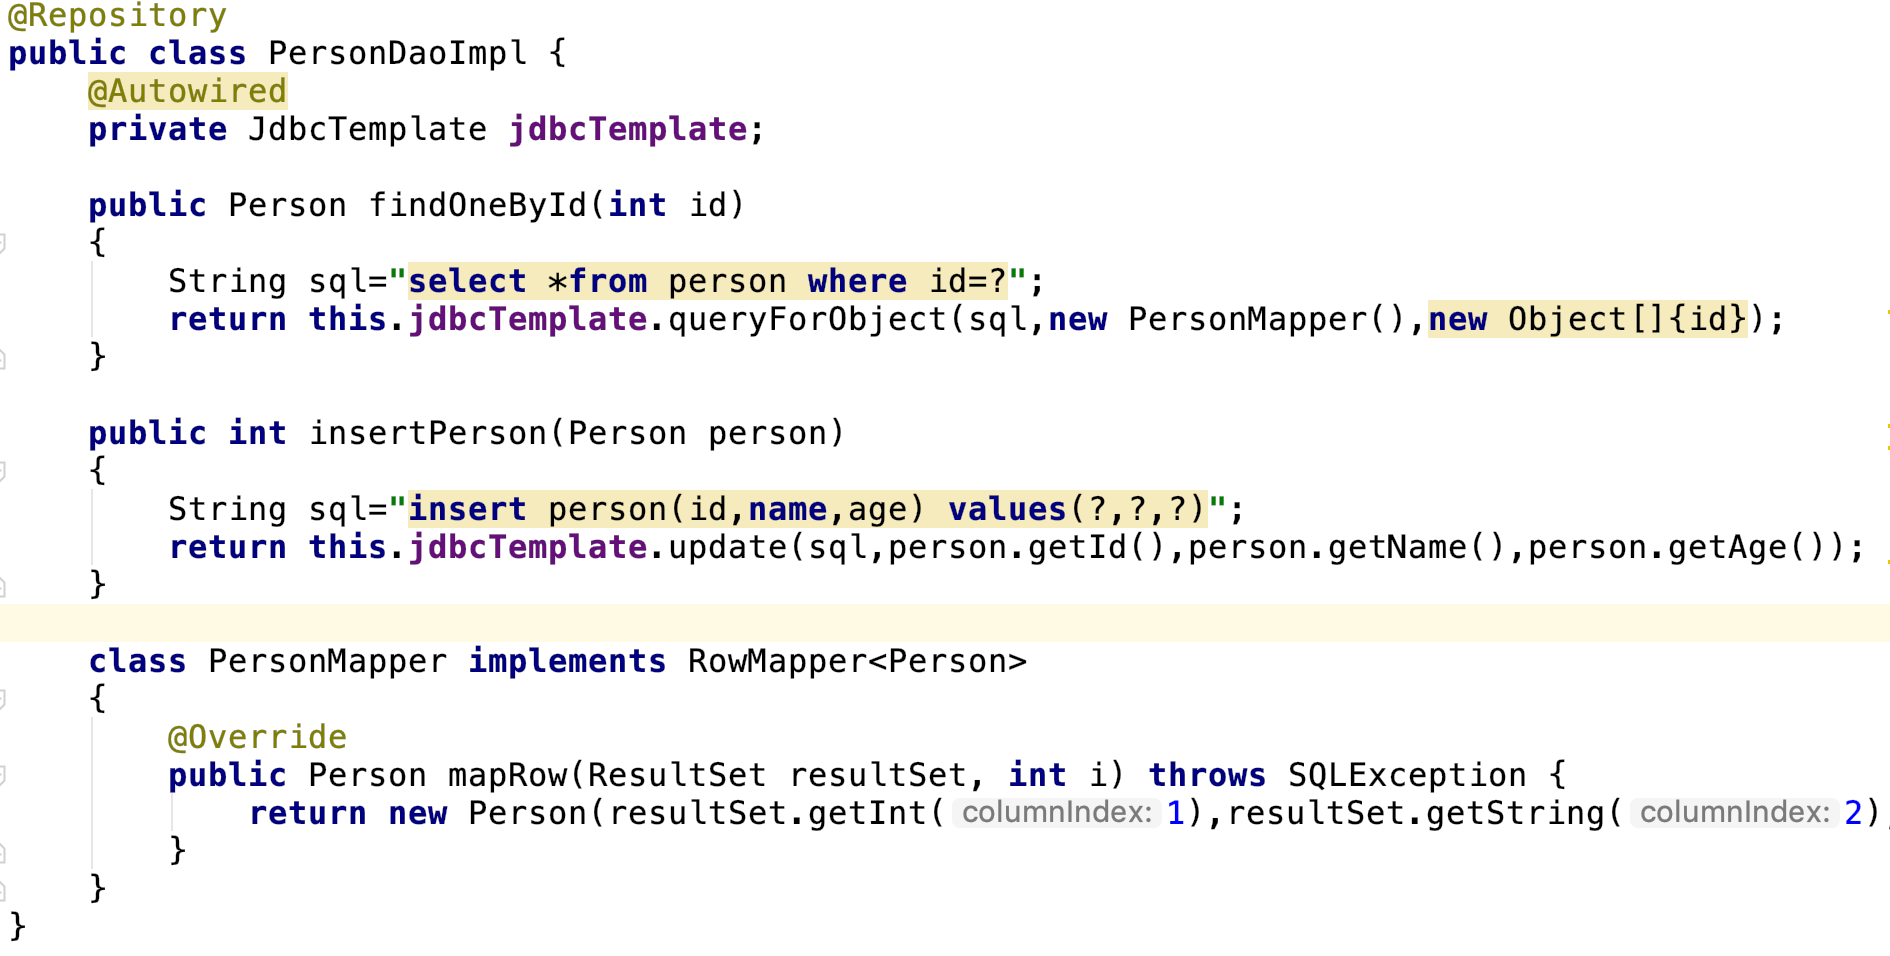 @Repository
public class PersonDaoImpl {
    @Autowired
    private JdbcTemplate jdbcTemplate;
    public Person findOneById(int id)
    {
        String sql="select *from person where id=?";
        return this.jdbcTemplate.queryForObject(sql,new PersonMapper(),new Object[]{id});
    }
    public int insertPerson(Person person)
    {
        String sql="insert person(id,name,age) values(?,?,?)";
        return this.jdbcTemplate.update(sql,person.getId(),person.getName(),person.getAge());
    }
    class PersonMapper implements RowMapper<Person>
    {
        @Override
        public Person mapRow(ResultSet resultSet, int i) throws SQLException {
            return new Person(resultSet.getInt( columnIndex: 1),resultSet.getString( columnIndex: 2),
        }
    }
}